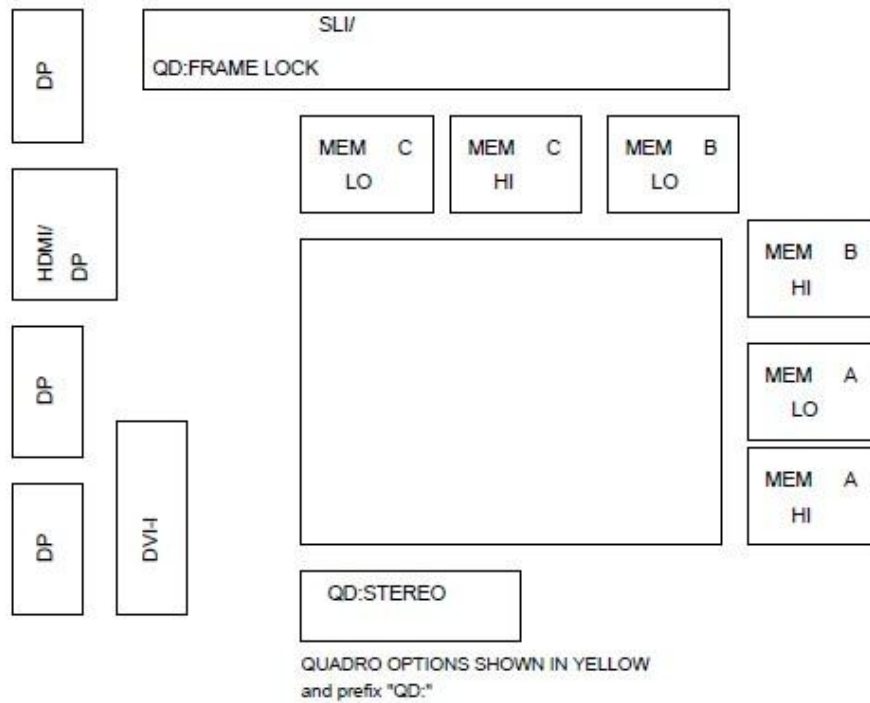 DP
SLI/
QD:FRAME LOCK
MEM C
LO
MEM C
HI
MEM B
LO
HDMI/
DP
MEM B
HI
DP
MEM A
LO
MEM A
HI
DP
DVI-I
QD:STEREO
QUADRO OPTIONS SHOWN IN YELLOW
and prefix "QD:"